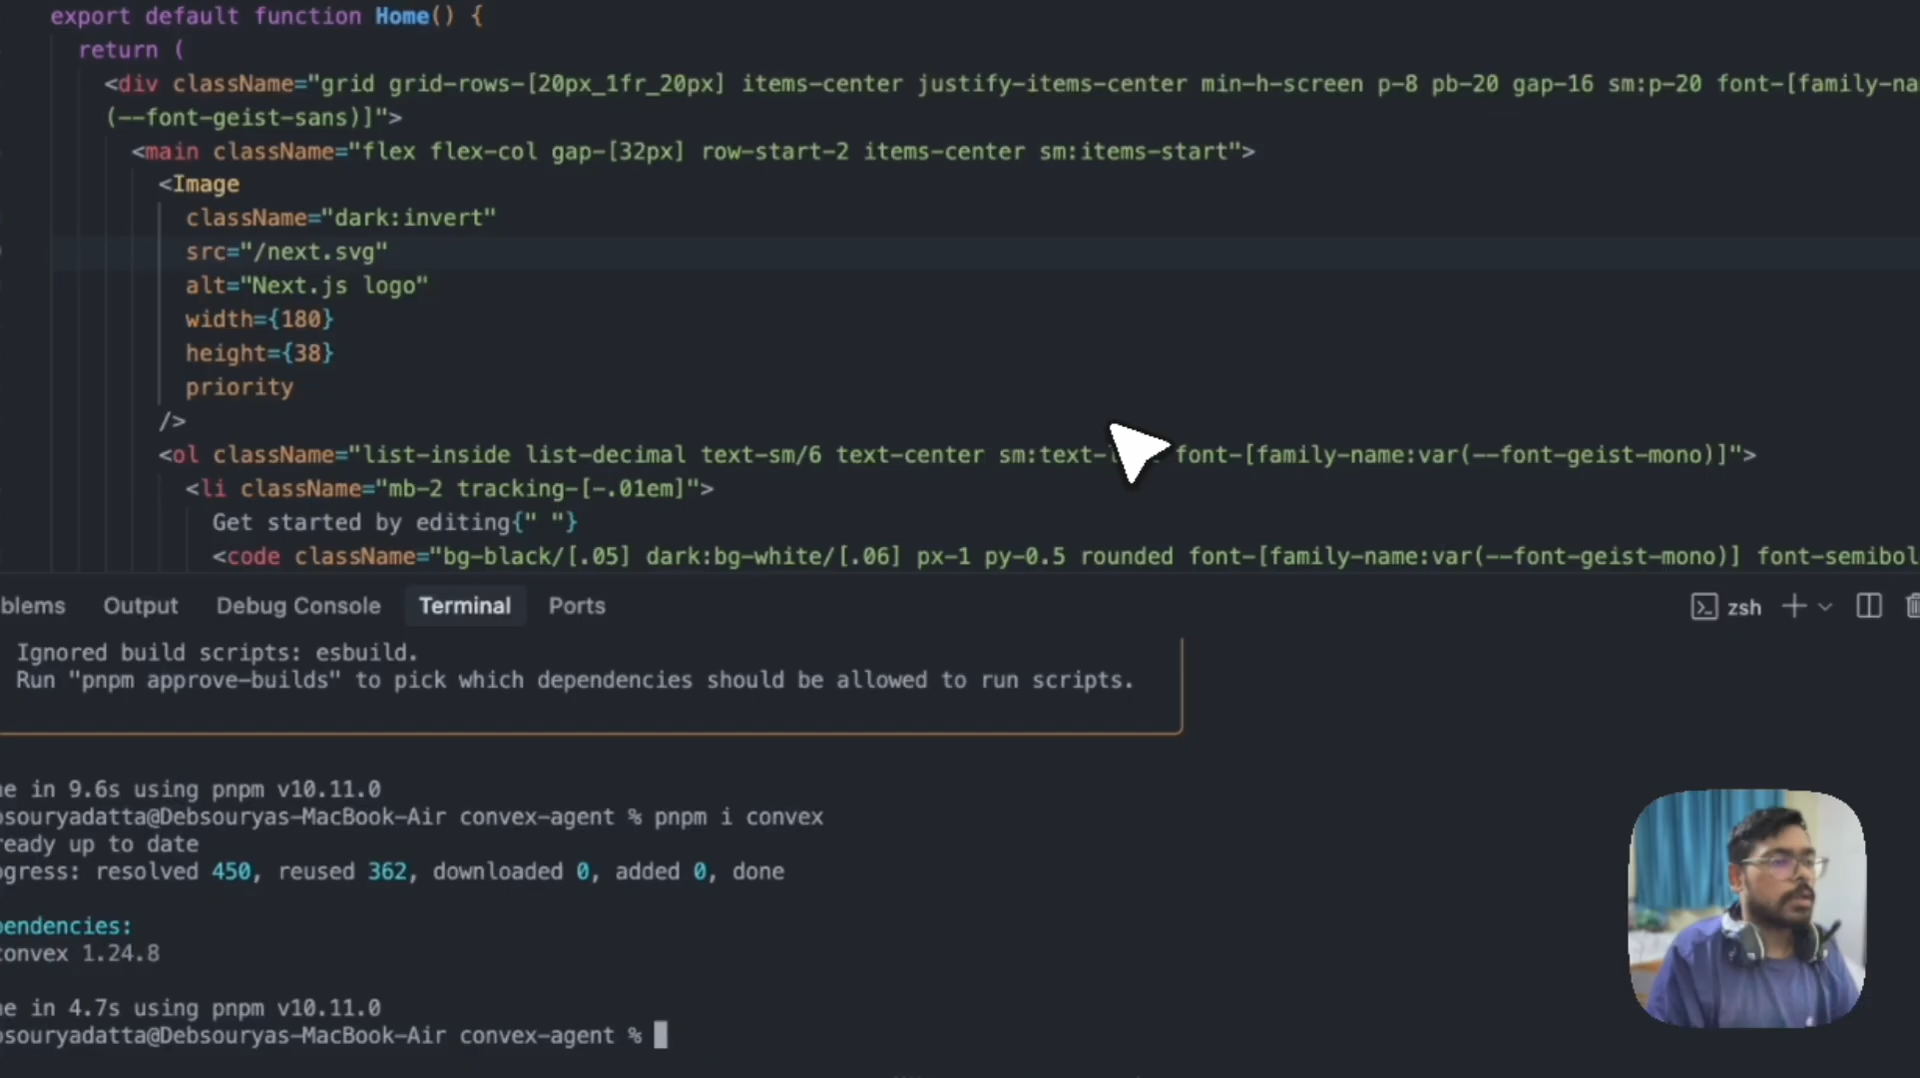 export default function Home() {
return (
<div className="grid grid-rows-[20px_1fr_20px] items-center justify-items-center min-h-screen p-8 pb-20 gap-16 sm:p-20 font-[family-na
(--font-geist-sans)]">
<main className="flex flex-col gap-[32px] row-start-2 items-center sm:items-start">
<Image
className="dark:invert"
src="/next.svg"
alt="Next.js logo"
width={180}
height={38}
priority
/>
<ol className="list-inside list-decimal text-sm/6 text-center sm:text- font-[family-name:var(--font-geist-mono)]">
<li className="mb-2 tracking-[-.01em]">
Get started by editing{" "}
<code className="bg-black/[.05] dark:bg-white/[.06] px-1 py-0.5 rounded font-[family-name:var(--font-geist-mono)] font-semibol
blems Output Debug Console Terminal Ports zsh
Ignored build scripts: esbuild.
Run "pnpm approve-builds" to pick which dependencies should be allowed to run scripts.
ne in 9.6s using pnpm v10.11.0
bsouryadatta@Debsouryas-MacBook-Air convex-agent % pnpm i convex
ready up to date
ogress: resolved 450, reused 362, downloaded 0, added 0, done
pendencies:
convex 1.24.8
ne in 4.7s using pnpm v10.11.0
bsouryadatta@Debsouryas-MacBook-Air convex-agent %